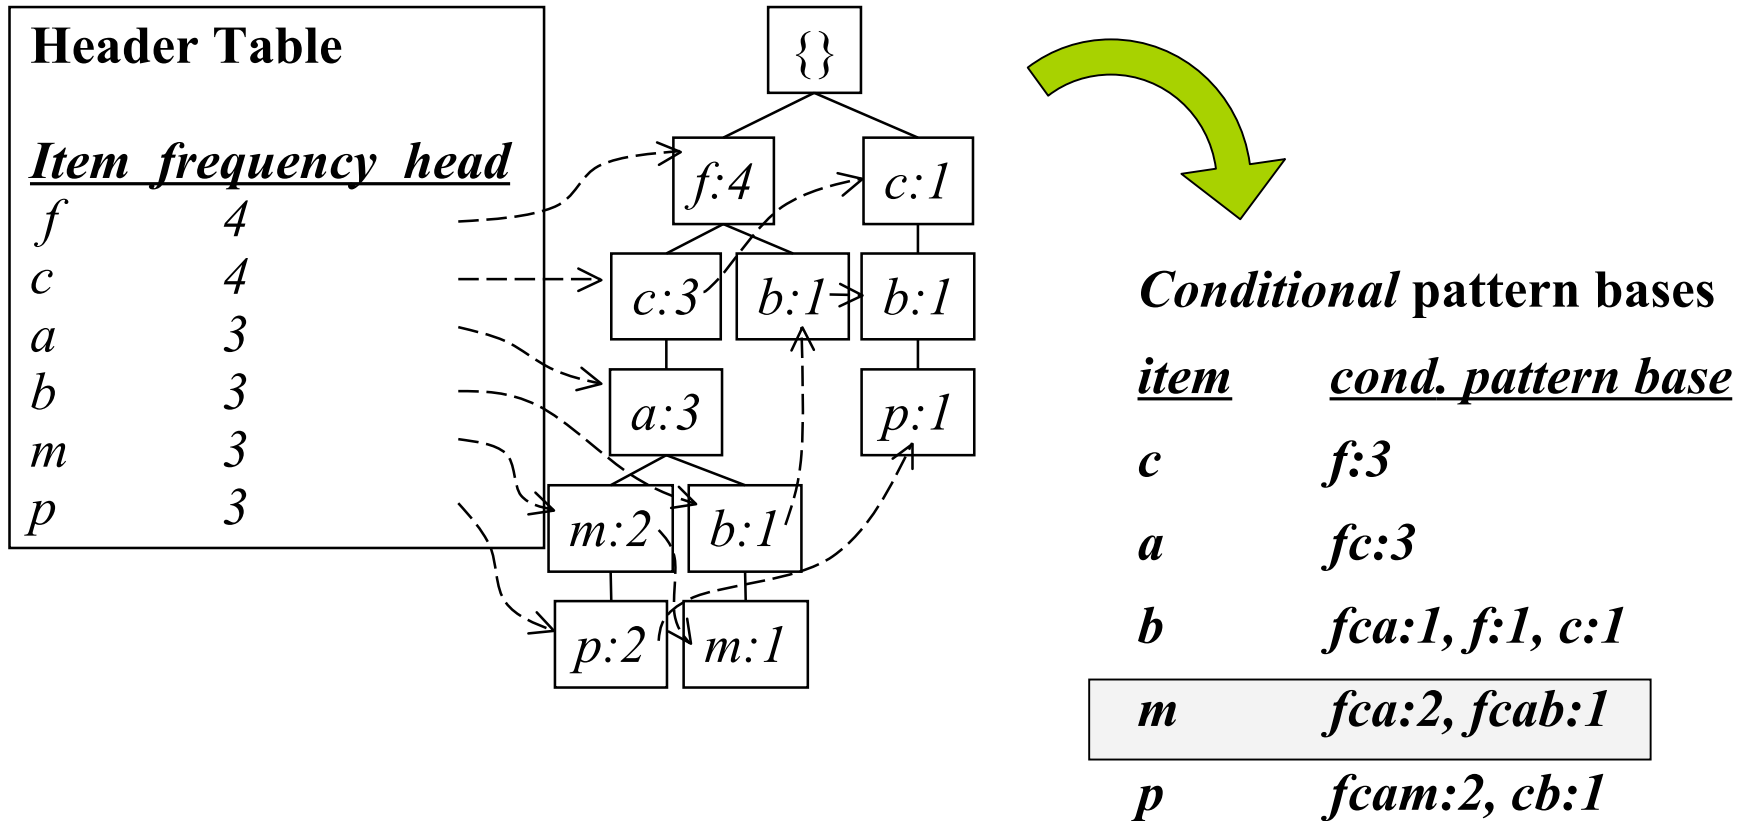 Header Table
Item frequency head
f 4
c 4
a 3
b 3
m 3
p 3
{}
f:4 c:1
c:3 b:1 b:1
a:3 p:1
m:2 b:1
p:2 m:1
Conditional pattern bases
item cond. pattern base
c f:3
a fc:3
b fca:1, f:1, c:1
m fca:2, fcab:1
p fcam:2, cb:1